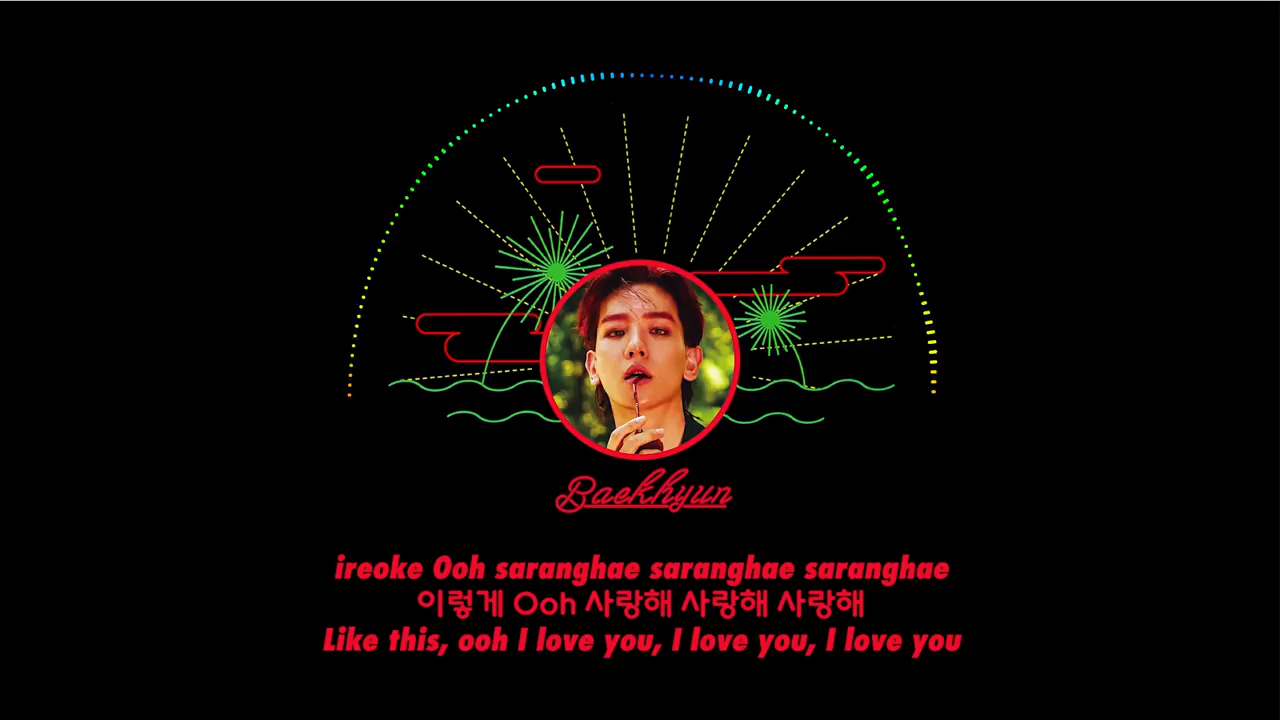 Baekhyun
ireoke Ooh saranghae saranghae saranghae
이렇게 Ooh 사랑해 사랑해 사랑해
Like this, ooh I love you, I love you, I love you